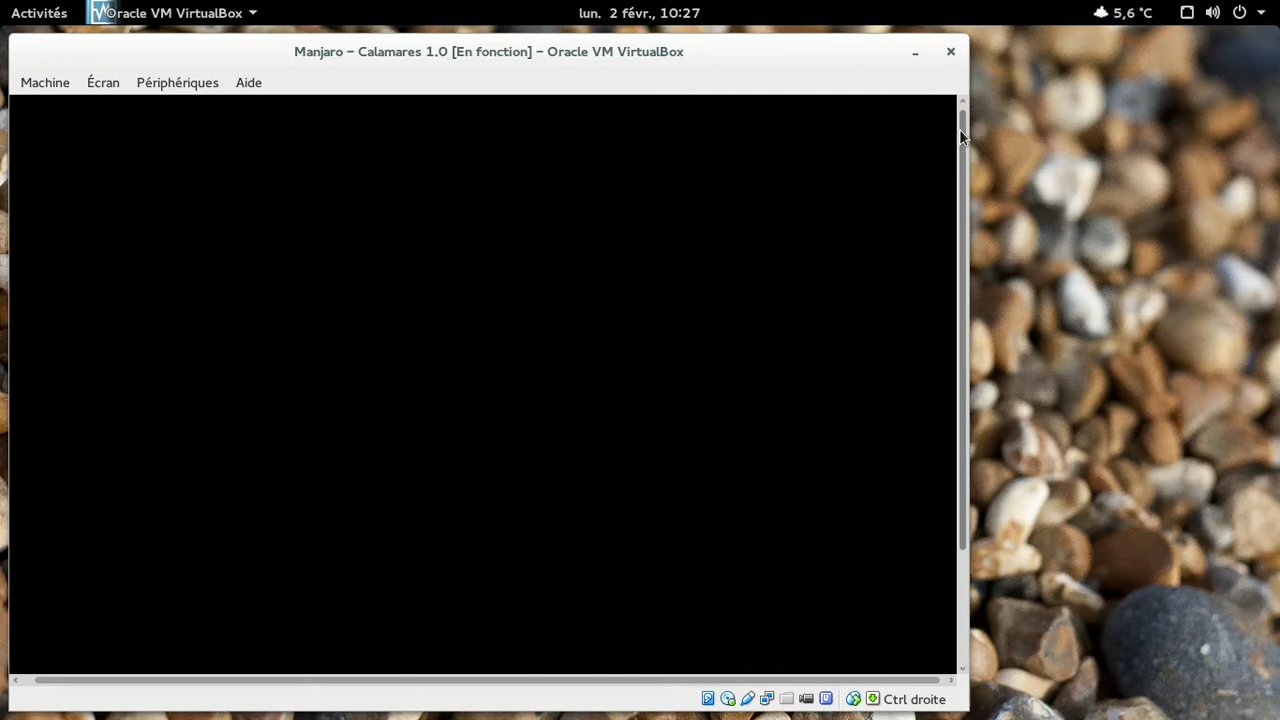 Activités Oracle VM VirtualBox lun. 2 févr., 10:27 5,6 °C
Manjaro – Calamares 1.0 [En fonction] – Oracle VM VirtualBox
Machine Écran Périphériques Aide
Ctrl droite